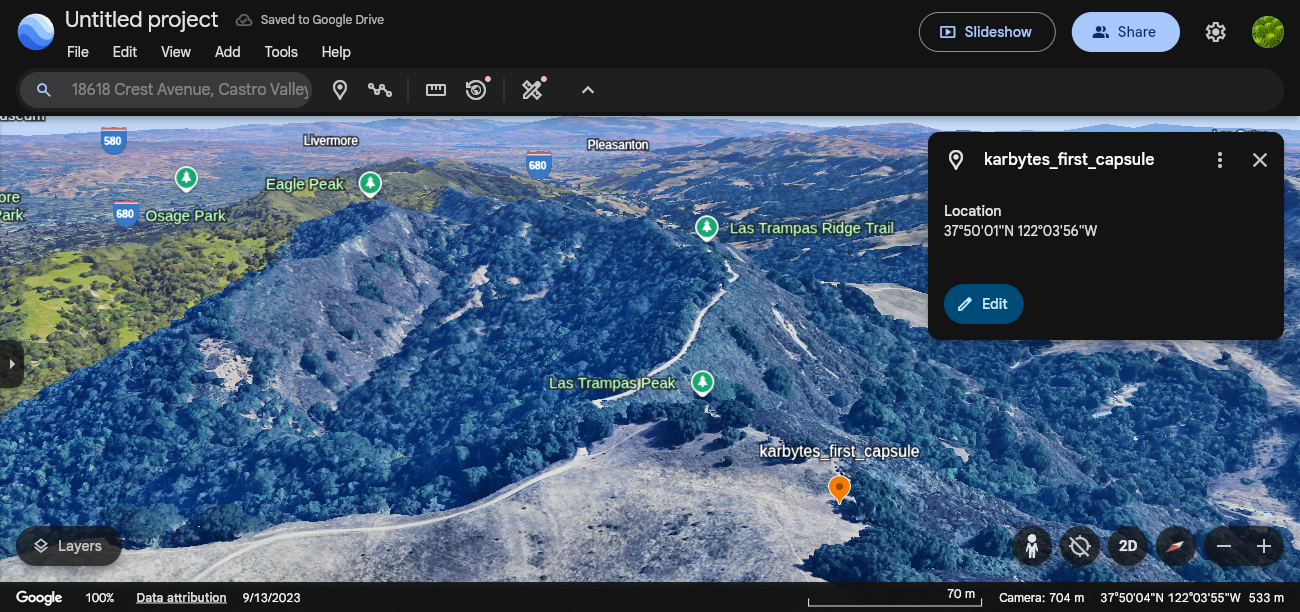 Untitled project
Saved to Google Drive
File Edit View Add Tools Help
Slideshow
Share
18618 Crest Avenue, Castro Valley
580
Livermore
Pleasanton
680
Eagle Peak
Park
680
Osage Park
Las Trampas Ridge Trail
Las Trampas Peak
karbytes_first_capsule
karbytes_first_capsule
Location
37°50'01"N 122°03'56"W
Edit
Layers
2D
Google 100% Data attribution 9/13/2023
70 m
Camera: 704 m 37°50'04"N 122°03'55"W 533 m